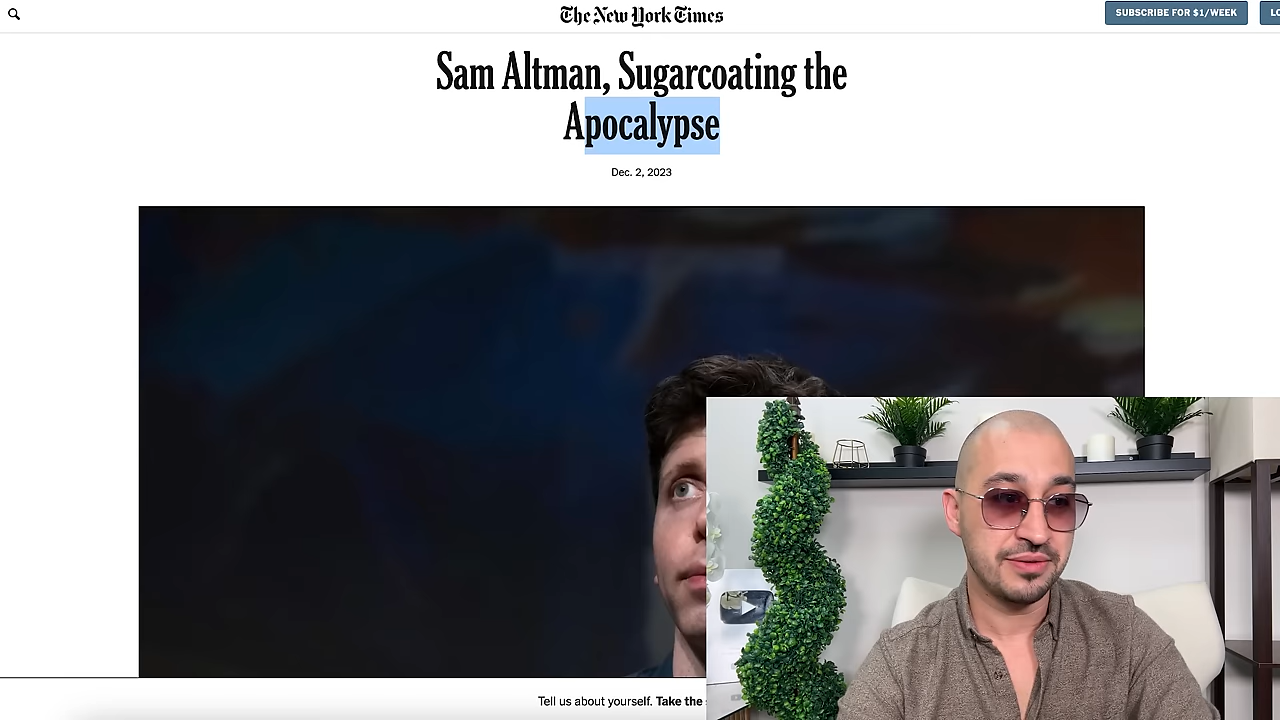 The New York Times
SUBSCRIBE FOR $1/WEEK
Sam Altman, Sugarcoating the
Apocalypse
Dec. 2, 2023
Tell us about yourself. Take the